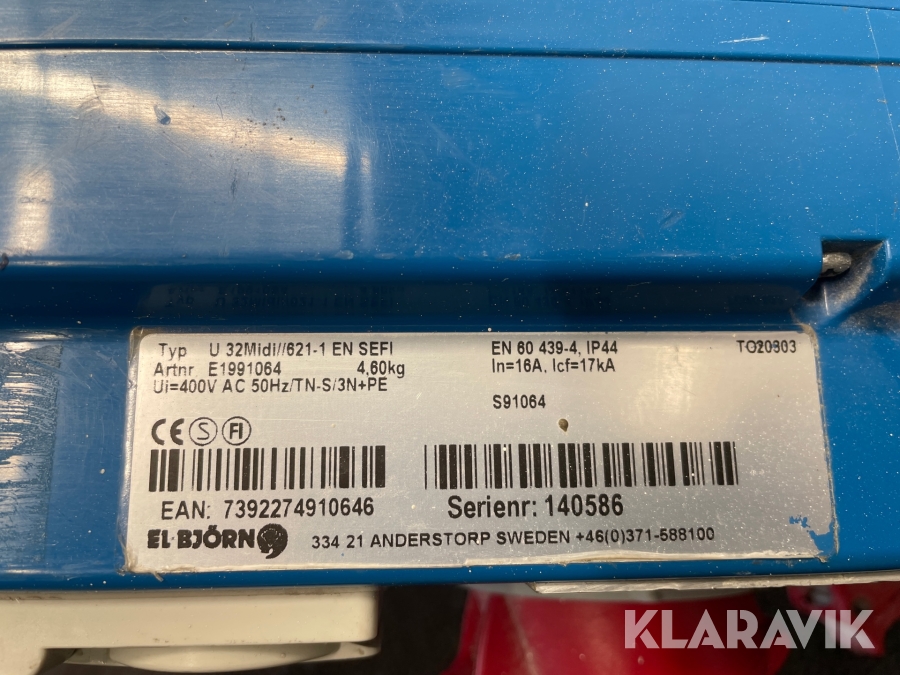 Typ U 32Midi//621-1 EN SEFI EN 60 439-4, IP44
Artnr E1991064 4,60kg In=16A, Icf=17kA
Ui=400V AC 50Hz/TN-S/3N+PE
S91064
CE S FI
EAN: 7392274910646 Serienr: 140586
EL BJÖRN 334 21 ANDERSTORP SWEDEN +46(0)371-588100
KLARAVIK